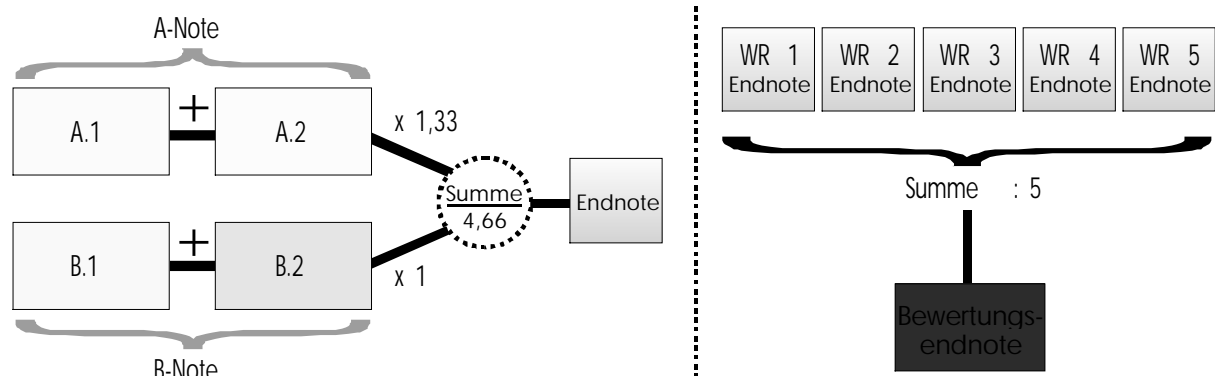 A-Note
A.1 + A.2
x 1,33
Summe
4,66
Endnote
B.1 + B.2
x 1
B-Note
WR 1 WR 2 WR 3 WR 4 WR 5
Endnote Endnote Endnote Endnote Endnote
Summe : 5
Bewertungs-
endnote